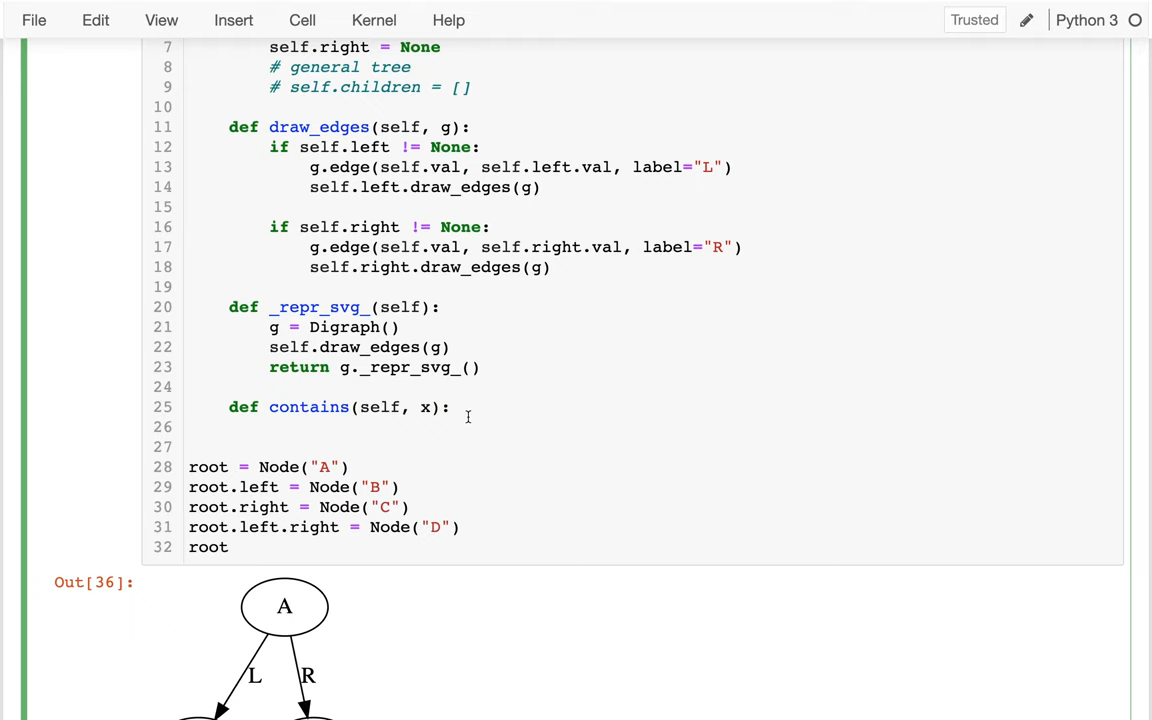 File Edit View Insert Cell Kernel Help Trusted Python 3
7 self.right = None
8 # general tree
9 # self.children = []
10
11 def draw_edges(self, g):
12 if self.left != None:
13 g.edge(self.val, self.left.val, label="L")
14 self.left.draw_edges(g)
15
16 if self.right != None:
17 g.edge(self.val, self.right.val, label="R")
18 self.right.draw_edges(g)
19
20 def _repr_svg_(self):
21 g = Digraph()
22 self.draw_edges(g)
23 return g._repr_svg_()
24
25 def contains(self, x):
26
27
28 root = Node("A")
29 root.left = Node("B")
30 root.right = Node("C")
31 root.left.right = Node("D")
32 root
Out[36]:
A
L R